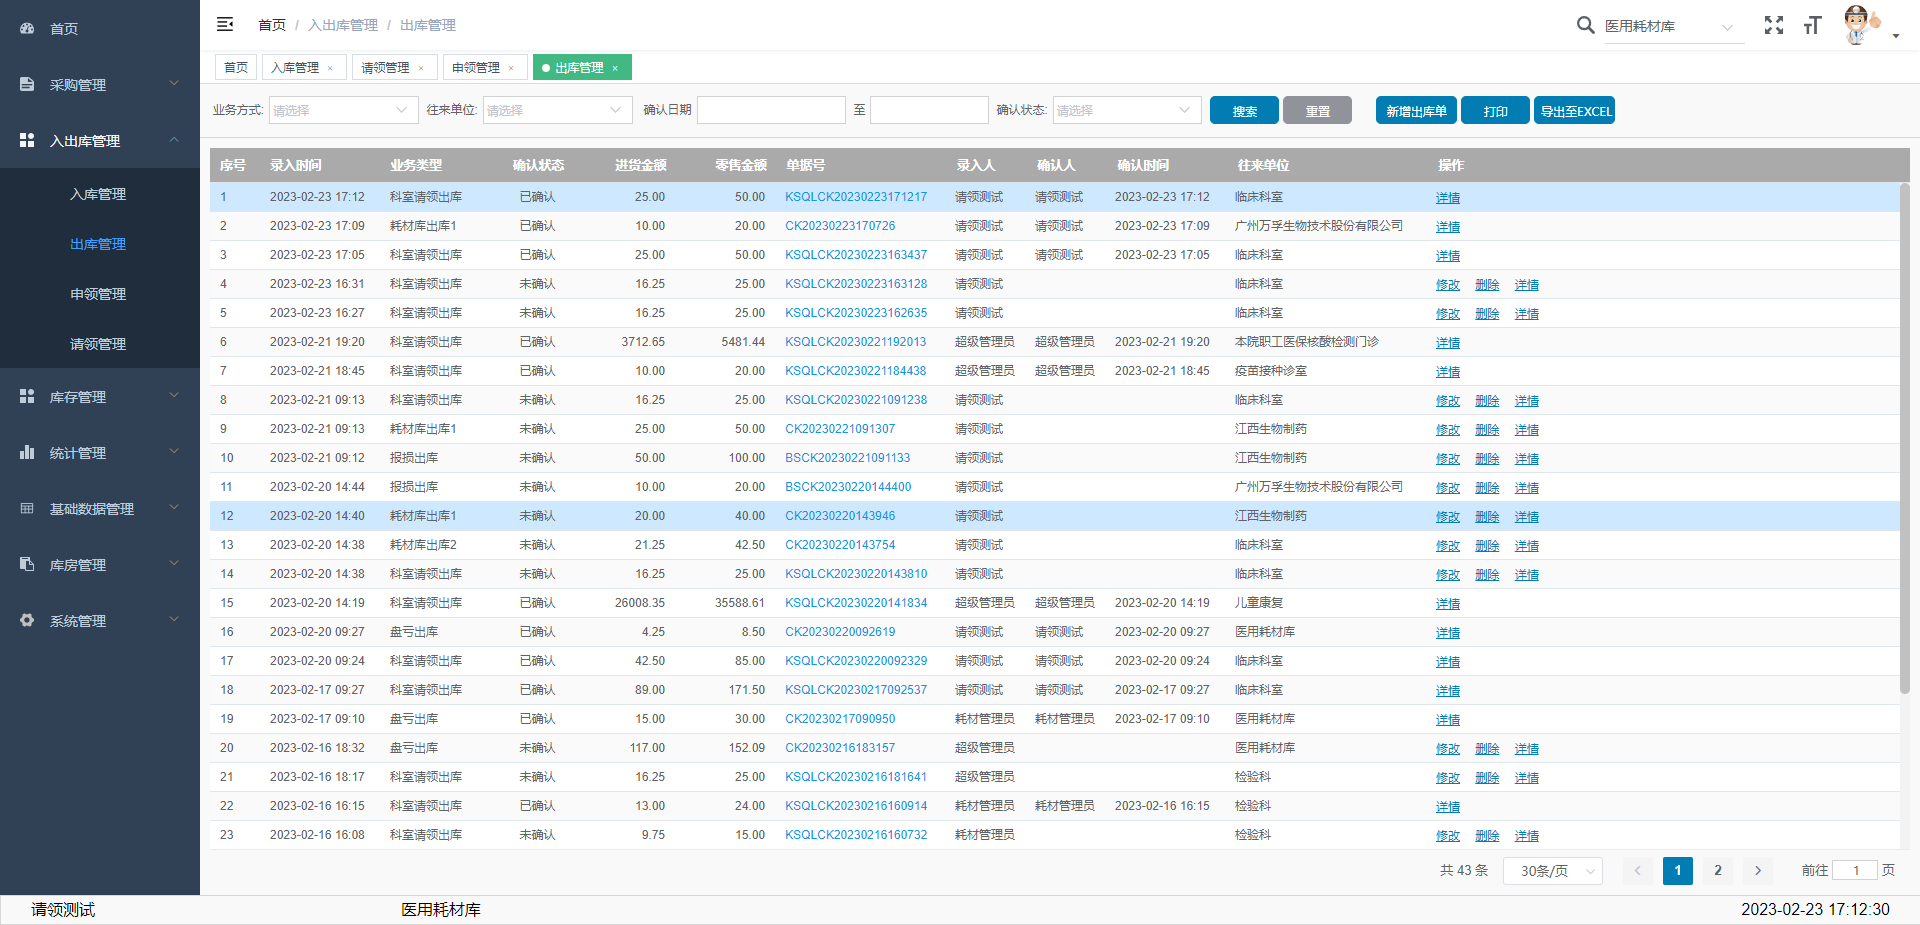 首页
采购管理
入出库管理
入库管理
出库管理
申领管理
请领管理
库存管理
统计管理
基础数据管理
库房管理
系统管理
首页 / 入出库管理 / 出库管理
医用耗材库
首页 入库管理 × 请领管理 × 申领管理 × 出库管理 ×
业务方式: 请选择 往来单位: 请选择 确认日期 至 确认状态: 请选择 搜索 重置 新增出库单 打印 导出至EXCEL
序号 录入时间 业务类型 确认状态 进货金额 零售金额 单据号 录入人 确认人 确认时间 往来单位 操作
1 2023-02-23 17:12 科室请领出库 已确认 25.00 50.00 KSQLCK20230223171217 请领测试 请领测试 2023-02-23 17:12 临床科室 详情
2 2023-02-23 17:09 耗材库出库1 已确认 10.00 20.00 CK20230223170726 请领测试 请领测试 2023-02-23 17:09 广州万孚生物技术股份有限公司 详情
3 2023-02-23 17:05 科室请领出库 已确认 25.00 50.00 KSQLCK20230223163437 请领测试 请领测试 2023-02-23 17:05 临床科室 详情
4 2023-02-23 16:31 科室请领出库 未确认 16.25 25.00 KSQLCK20230223163128 请领测试 临床科室 修改 删除 详情
5 2023-02-23 16:27 科室请领出库 未确认 16.25 25.00 KSQLCK20230223162635 请领测试 临床科室 修改 删除 详情
6 2023-02-21 19:20 科室请领出库 已确认 3712.65 5481.44 KSQLCK20230221192013 超级管理员 超级管理员 2023-02-21 19:20 本院职工医保核酸检测门诊 详情
7 2023-02-21 18:45 科室请领出库 已确认 10.00 20.00 KSQLCK20230221184438 超级管理员 超级管理员 2023-02-21 18:45 疫苗接种诊室 详情
8 2023-02-21 09:13 科室请领出库 未确认 16.25 25.00 KSQLCK20230221091238 请领测试 临床科室 修改 删除 详情
9 2023-02-21 09:13 耗材库出库1 未确认 25.00 50.00 CK20230221091307 请领测试 江西生物制药 修改 删除 详情
10 2023-02-21 09:12 报损出库 未确认 50.00 100.00 BSCK20230221091133 请领测试 江西生物制药 修改 删除 详情
11 2023-02-20 14:44 报损出库 未确认 10.00 20.00 BSCK20230220144400 请领测试 广州万孚生物技术股份有限公司 修改 删除 详情
12 2023-02-20 14:40 耗材库出库1 未确认 20.00 40.00 CK20230220143946 请领测试 江西生物制药 修改 删除 详情
13 2023-02-20 14:38 耗材库出库2 未确认 21.25 42.50 CK20230220143754 请领测试 临床科室 修改 删除 详情
14 2023-02-20 14:38 科室请领出库 未确认 16.25 25.00 KSQLCK20230220143810 请领测试 临床科室 修改 删除 详情
15 2023-02-20 14:19 科室请领出库 已确认 26008.35 35588.61 KSQLCK20230220141834 超级管理员 超级管理员 2023-02-20 14:19 儿童康复 详情
16 2023-02-20 09:27 盘亏出库 已确认 4.25 8.50 CK20230220092619 请领测试 请领测试 2023-02-20 09:27 医用耗材库 详情
17 2023-02-20 09:24 科室请领出库 已确认 42.50 85.00 KSQLCK20230220092329 请领测试 请领测试 2023-02-20 09:24 临床科室 详情
18 2023-02-17 09:27 科室请领出库 已确认 89.00 171.50 KSQLCK20230217092537 请领测试 请领测试 2023-02-17 09:27 临床科室 详情
19 2023-02-17 09:10 盘亏出库 已确认 15.00 30.00 CK20230217090950 耗材管理员 耗材管理员 2023-02-17 09:10 医用耗材库 详情
20 2023-02-16 18:32 盘亏出库 未确认 117.00 152.09 CK20230216183157 超级管理员 医用耗材库 修改 删除 详情
21 2023-02-16 18:17 科室请领出库 未确认 16.25 25.00 KSQLCK20230216181641 超级管理员 检验科 修改 删除 详情
22 2023-02-16 16:15 科室请领出库 已确认 13.00 24.00 KSQLCK20230216160914 耗材管理员 耗材管理员 2023-02-16 16:15 检验科 详情
23 2023-02-16 16:08 科室请领出库 未确认 9.75 15.00 KSQLCK20230216160732 耗材管理员 检验科 修改 删除 详情
共 43 条 30条/页 1 2 前往 1 页
请领测试 医用耗材库 2023-02-23 17:12:30